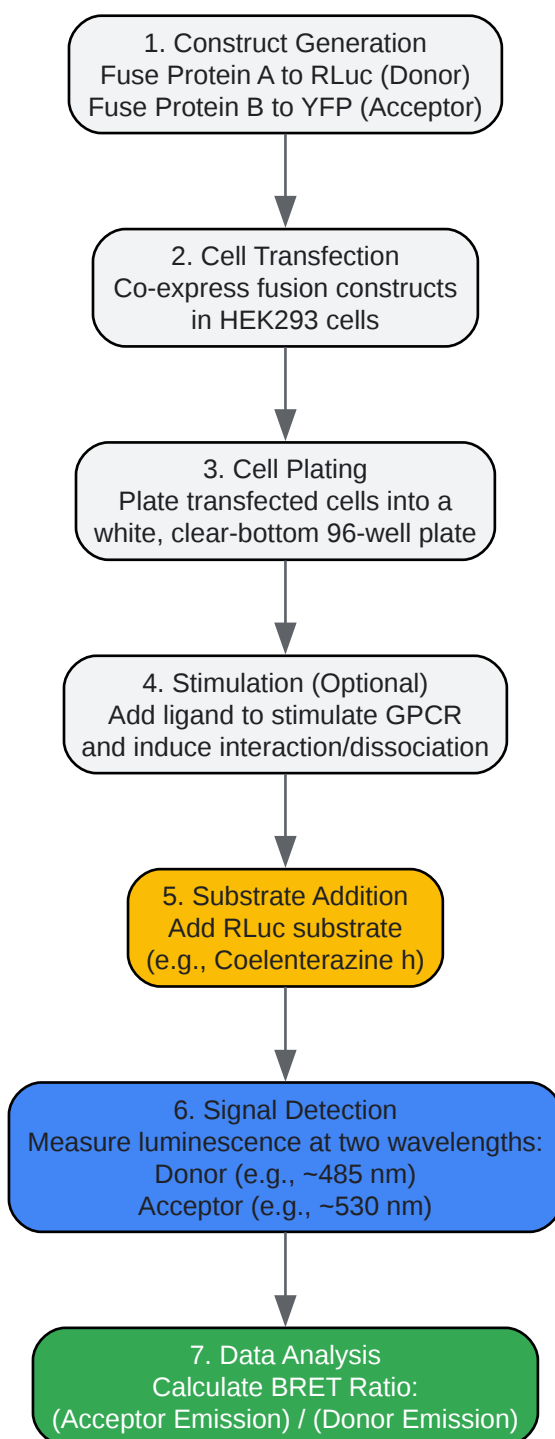 1. Construct Generation
Fuse Protein A to RLuc (Donor)
Fuse Protein B to YFP (Acceptor)
2. Cell Transfection
Co-express fusion constructs
in HEK293 cells
3. Cell Plating
Plate transfected cells into a
white, clear-bottom 96-well plate
4. Stimulation (Optional)
Add ligand to stimulate GPCR
and induce interaction/dissociation
5. Substrate Addition
Add RLuc substrate
(e.g., Coelenterazine h)
6. Signal Detection
Measure luminescence at two wavelengths:
Donor (e.g., ~485 nm)
Acceptor (e.g., ~530 nm)
7. Data Analysis
Calculate BRET Ratio:
(Acceptor Emission) / (Donor Emission)